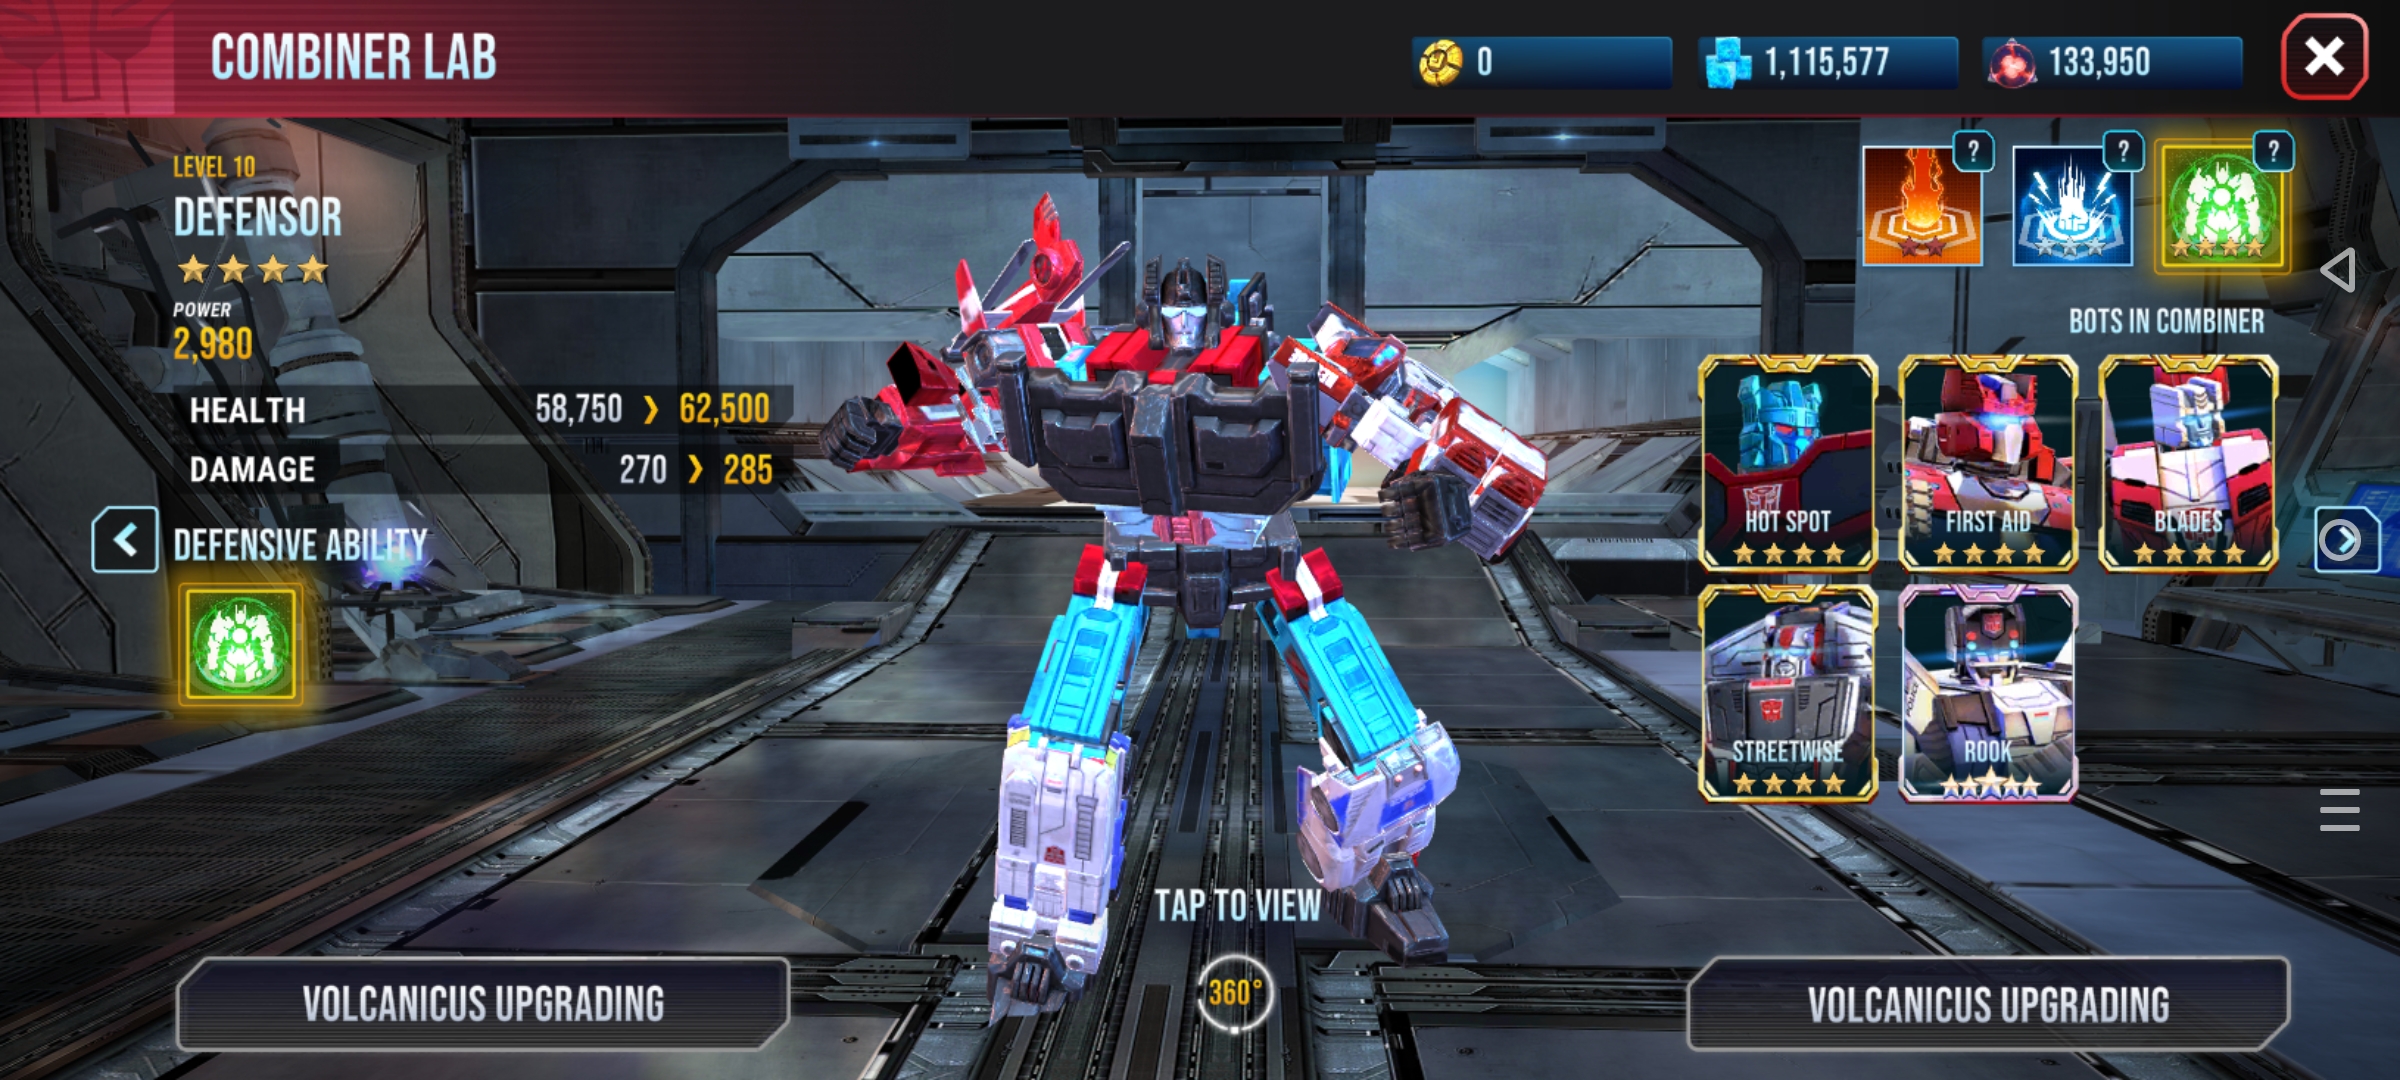 COMBINER LAB
0
1,115,577
133,950
LEVEL 10
DEFENSOR
POWER
2,980
HEALTH 58,750 > 62,500
DAMAGE 270 > 285
DEFENSIVE ABILITY
? ? ?
BOTS IN COMBINER
HOT SPOT
FIRST AID
BLADES
STREETWISE
ROOK
TAP TO VIEW
360°
VOLCANICUS UPGRADING
VOLCANICUS UPGRADING